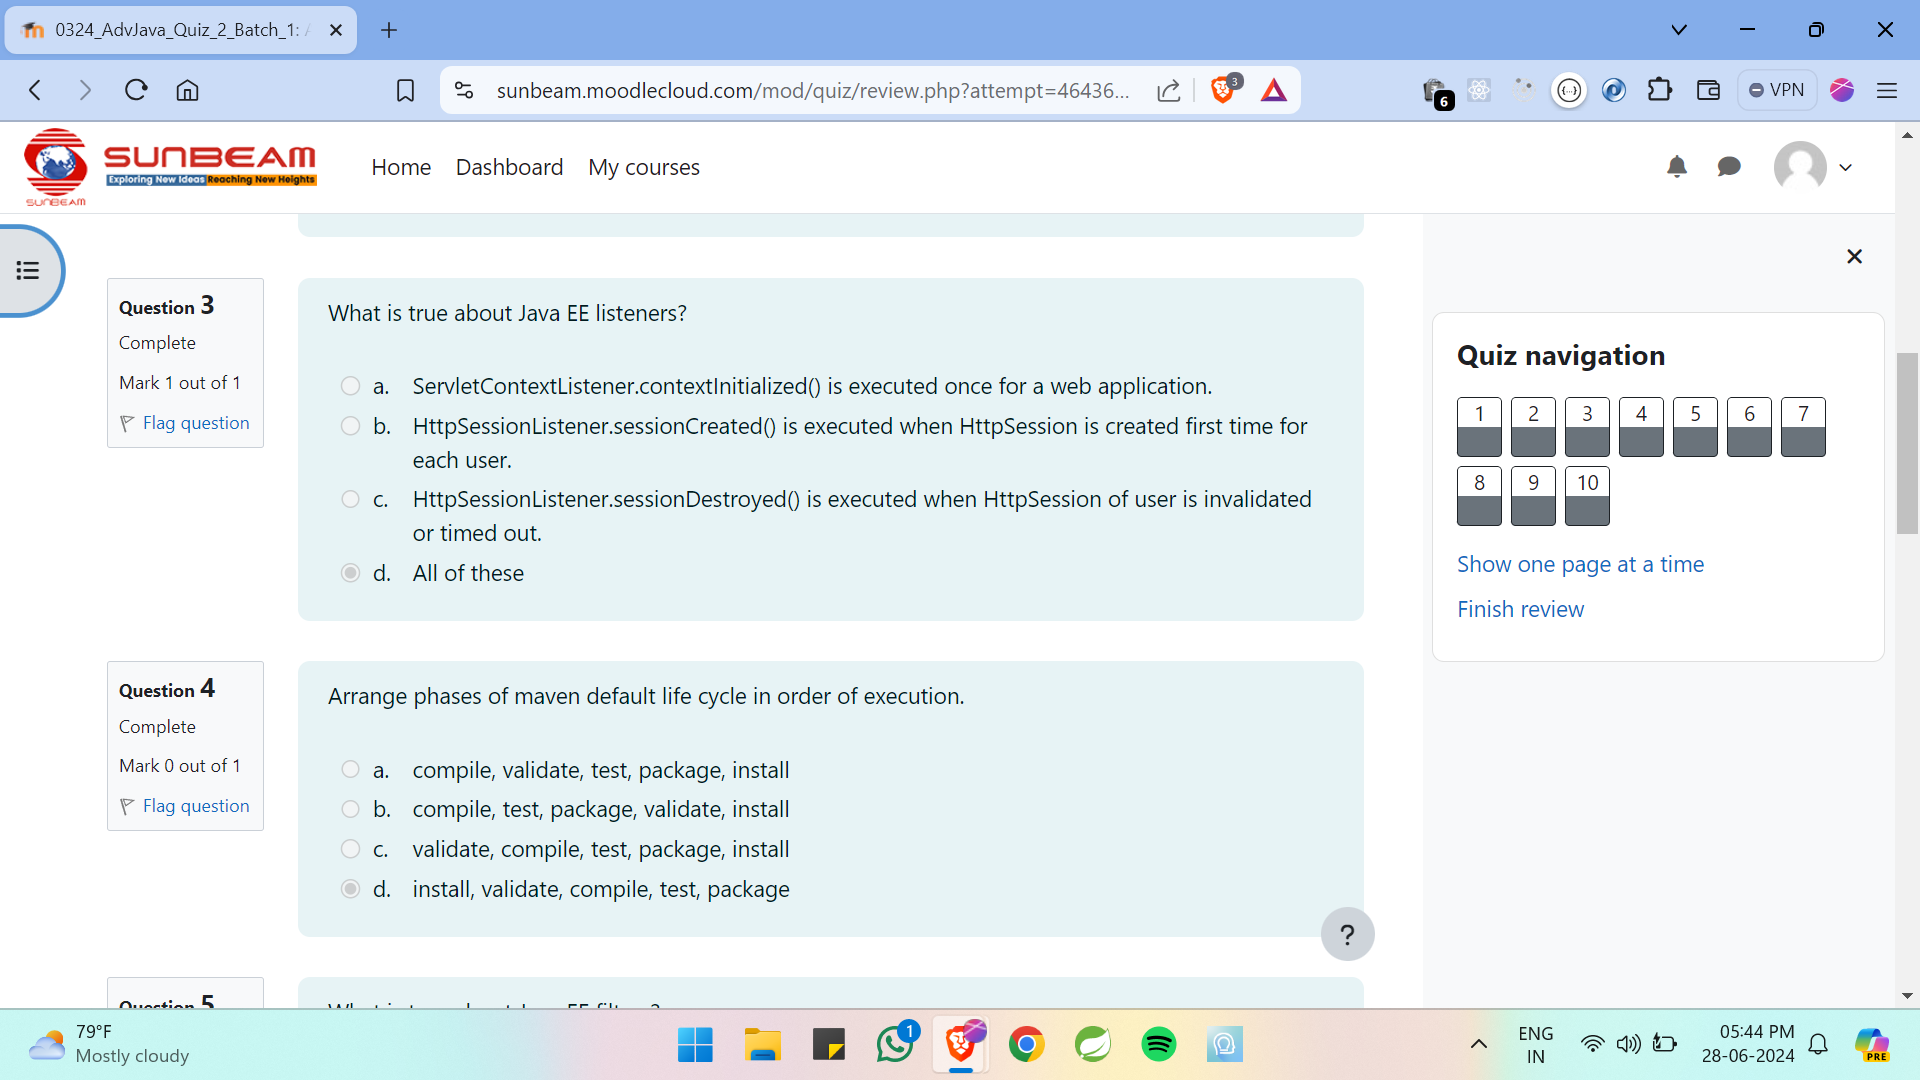 0324_AdvJava_Quiz_2_Batch_1:
sunbeam.moodlecloud.com/mod/quiz/review.php?attempt=46436...
3
6
VPN
SUNBEAM
Exploring New Ideas Reaching New Heights
SUNBEAM
Home Dashboard My courses
Question 3
Complete
Mark 1 out of 1
Flag question
What is true about Java EE listeners?
a. ServletContextListener.contextInitialized() is executed once for a web application.
b. HttpSessionListener.sessionCreated() is executed when HttpSession is created first time for
each user.
c. HttpSessionListener.sessionDestroyed() is executed when HttpSession of user is invalidated
or timed out.
d. All of these
Quiz navigation
1 2 3 4 5 6 7
8 9 10
Show one page at a time
Finish review
Question 4
Complete
Mark 0 out of 1
Flag question
Arrange phases of maven default life cycle in order of execution.
a. compile, validate, test, package, install
b. compile, test, package, validate, install
c. validate, compile, test, package, install
d. install, validate, compile, test, package
?
Question 5
79°F
Mostly cloudy
1
ENG
IN
05:44 PM
28-06-2024
PRE